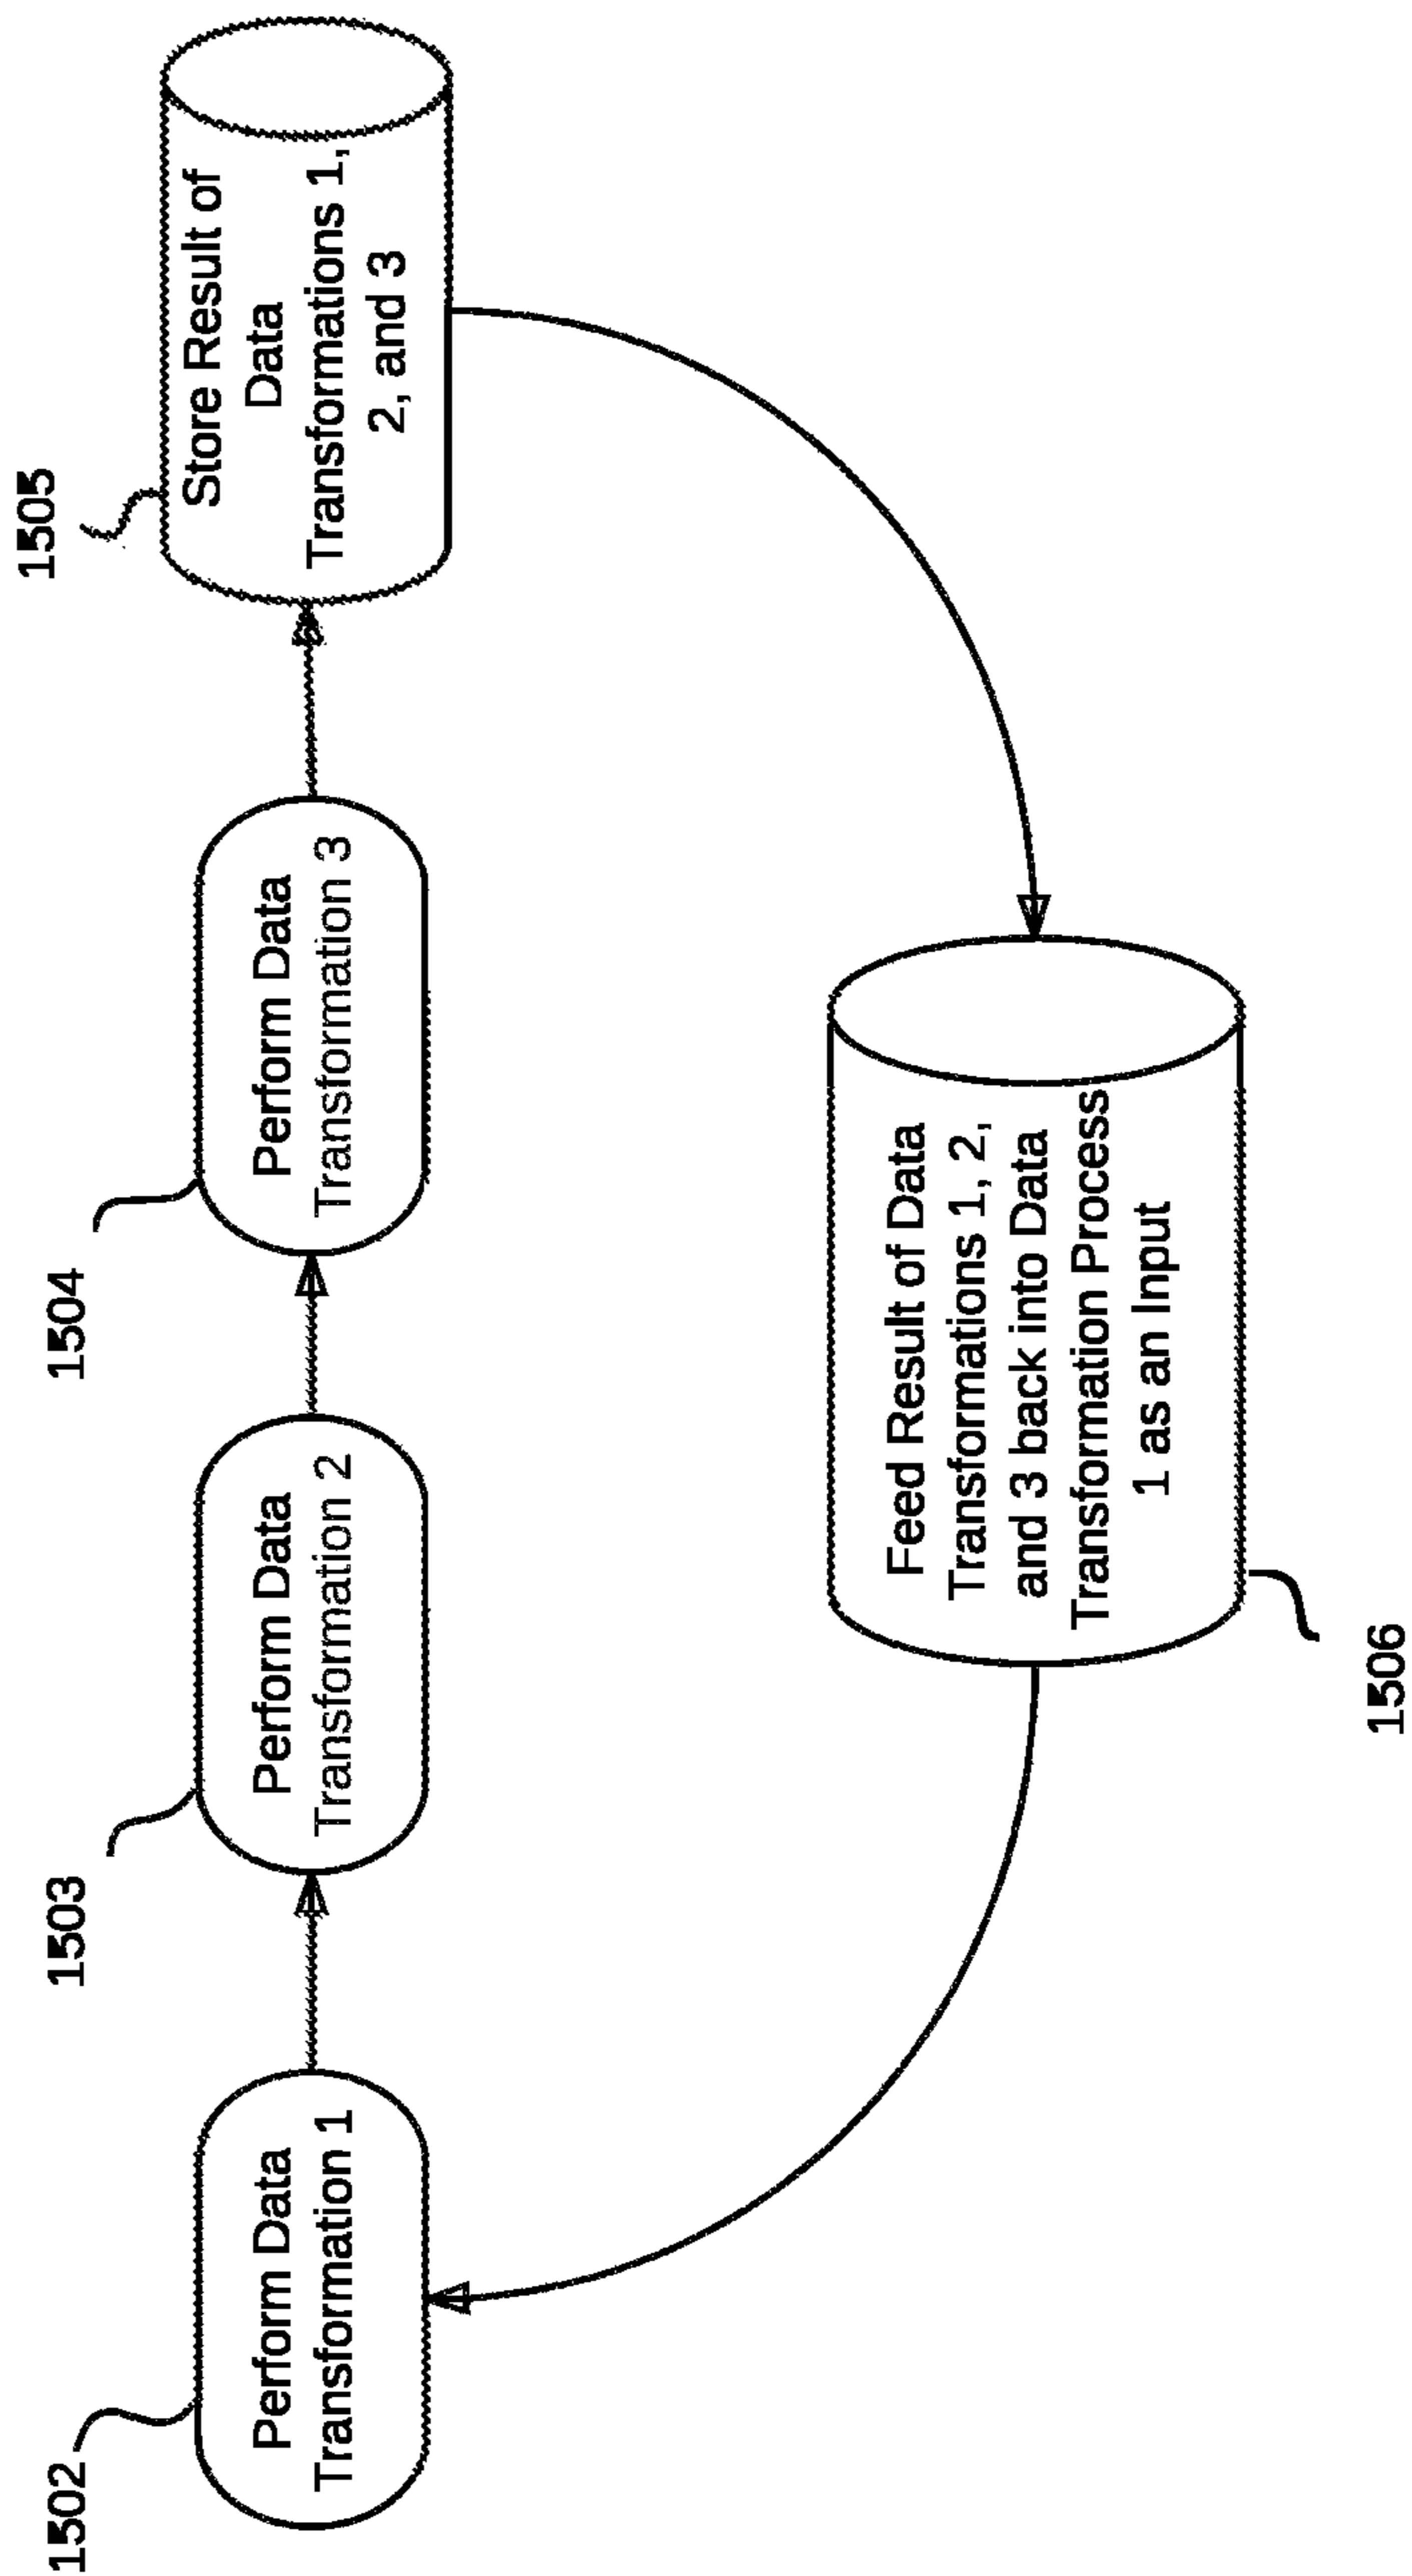 1502
Perform Data
Transformation 1
1503
Perform Data
Transformation 2
1504
Perform Data
Transformation 3
1505
Store Result of
Data
Transformations 1,
2, and 3
Feed Result of Data
Transformations 1, 2,
and 3 back into Data
Transformation Process
1 as an Input
1506